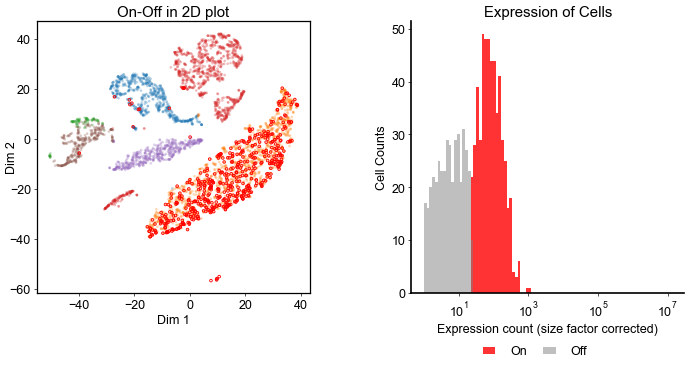 On-Off in 2D plot
40
20
0
−20
−40
−60
Dim 2
−40 −20 0 20 40
Dim 1
Expression of Cells
50
40
30
20
10
0
Cell Counts
10^1 10^3 10^5 10^7
Expression count (size factor corrected)
On Off